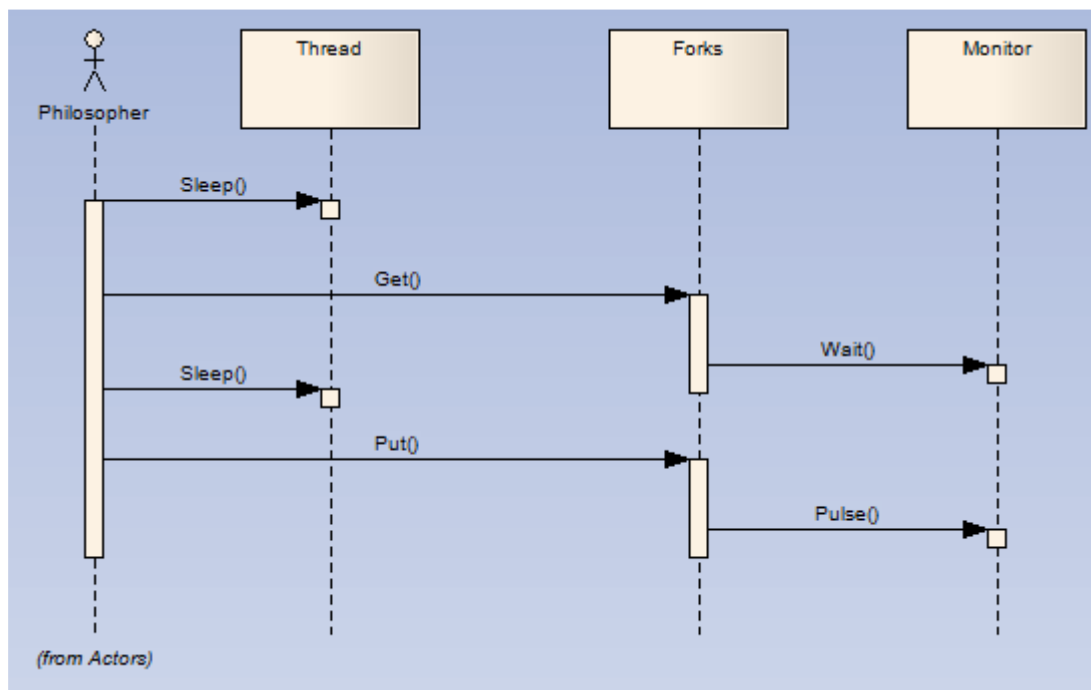 Thread
Forks
Monitor
Philosopher
Sleep()
Get()
Wait()
Sleep()
Put()
Pulse()
(from Actors)